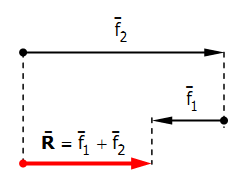 f̄₂
f̄₁
R̄ = f̄₁ + f̄₂